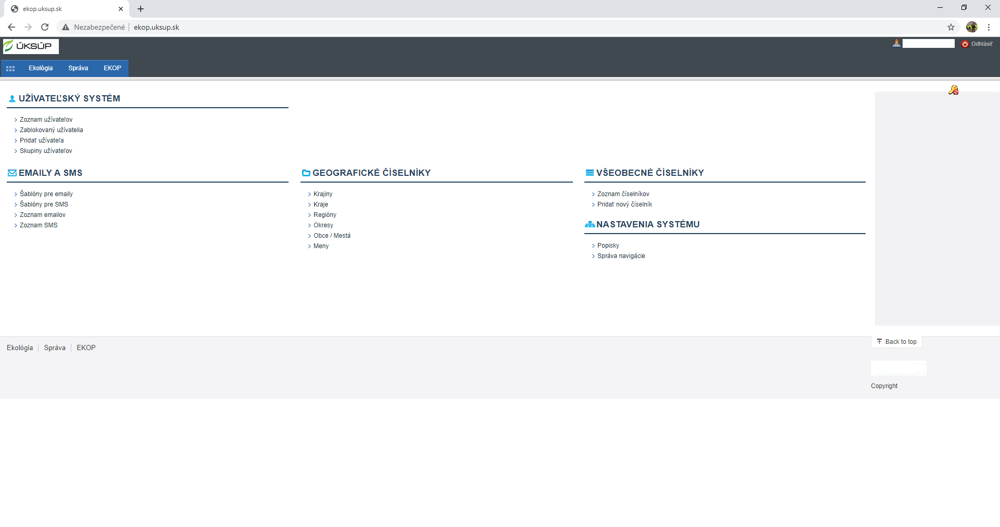 ekop.uksup.sk
Nezabezpečené
ekop.uksup.sk
ÚKSÚP
Odhlásiť
Ekológia
Správa
EKOP
UŽÍVATEĽSKÝ SYSTÉM
Zoznam užívateľov
Zablokovaný užívatelia
Pridať užívateľa
Skupiny užívateľov
EMAILY A SMS
Šablóny pre emaily
Šablóny pre SMS
Zoznam emailov
Zoznam SMS
GEOGRAFICKÉ ČÍSELNÍKY
Krajiny
Kraje
Regióny
Okresy
Obce / Mestá
Meny
VŠEOBECNÉ ČÍSELNÍKY
Zoznam číselníkov
Pridať nový číselník
NASTAVENIA SYSTÉMU
Popisky
Správa navigácie
Ekológia
Správa
EKOP
Back to top
Copyright